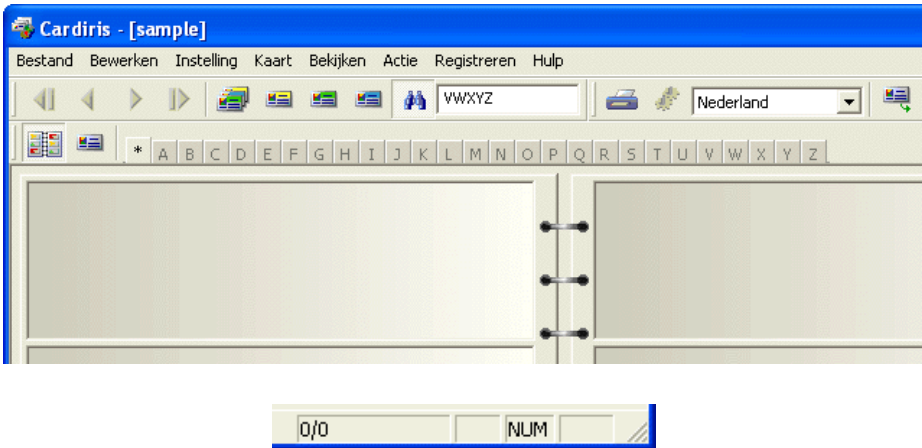 Cardiris - [sample]
Bestand Bewerken Instelling Kaart Bekijken Actie Registreren Hulp
VWXYZ Nederland
* A B C D E F G H I J K L M N O P Q R S T U V W X Y Z
0/0 NUM